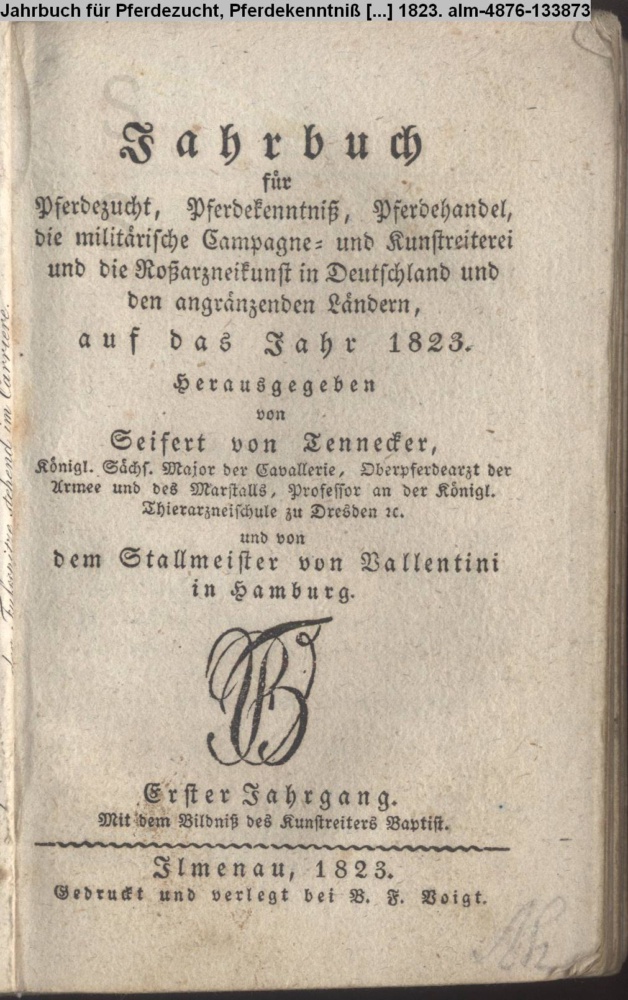 Jahrbuch für Pferdezucht, Pferdekenntniß [...] 1823. alm-4876-133873
Jahrbuch
für
Pferdezucht, Pferdekenntniß, Pferdehandel,
die militärische Campagne- und Kunstreiterei
und die Roßarzneikunst in Deutschland und
den angränzenden Ländern,
auf das Jahr 1823.
Herausgegeben
von
Seifert von Tennecker,
Königl. Sächs. Major der Cavallerie, Oberpferdearzt der
Armee und des Marstalls, Professor an der Königl.
Thierarzneischule zu Dresden ꝛc.
und von
dem Stallmeister von Vallentini
in Hamburg.
Erster Jahrgang.
Mit dem Bildniß des Kunstreiters Baptist.
Ilmenau, 1823.
Gedruckt und verlegt bei B. F. Voigt.
stehend im Carriere.